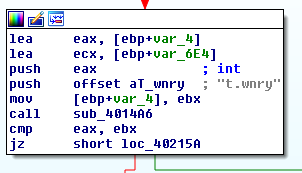 lea     eax, [ebp+var_4]
lea     ecx, [ebp+var_6E4]
push    eax             ; int
push    offset aT_wnry  ; "t.wnry"
mov     [ebp+var_4], ebx
call    sub_4014A6
cmp     eax, ebx
jz      short loc_40215A